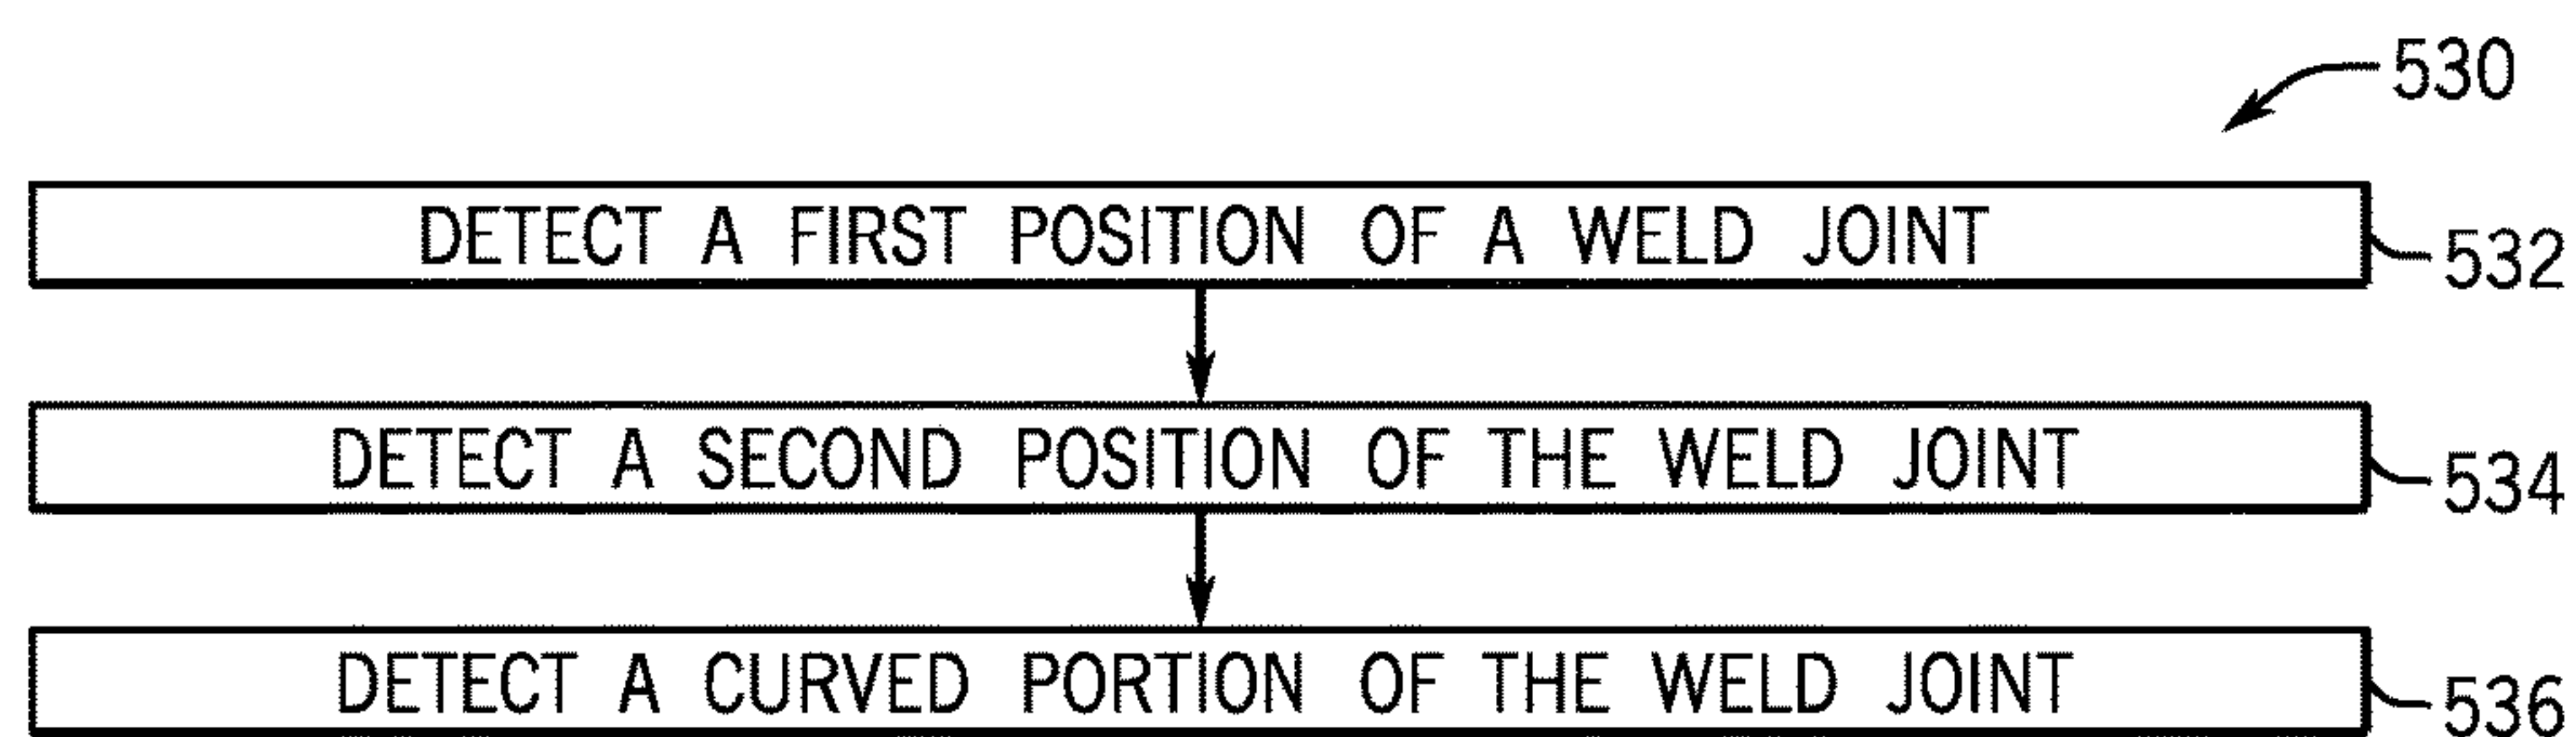 530
DETECT A FIRST POSITION OF A WELD JOINT
532
DETECT A SECOND POSITION OF THE WELD JOINT
534
DETECT A CURVED PORTION OF THE WELD JOINT
536